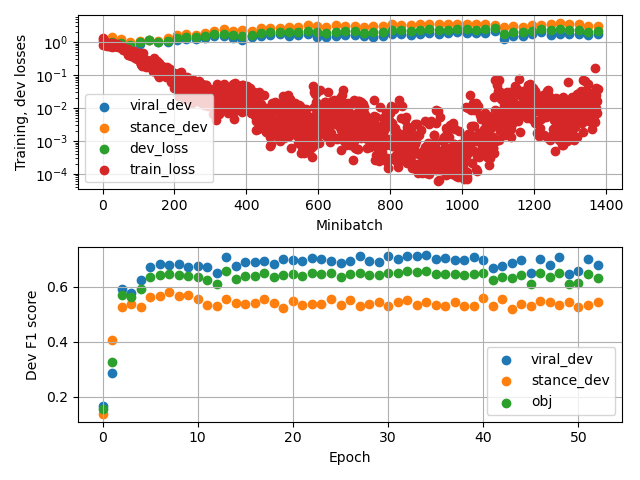 Training, dev losses
10⁰
10⁻¹
10⁻²
10⁻³
10⁻⁴
viral_dev
stance_dev
dev_loss
train_loss
0 200 400 600 800 1000 1200 1400
Minibatch
Dev F1 score
0.6
0.4
0.2
viral_dev
stance_dev
obj
0 10 20 30 40 50
Epoch